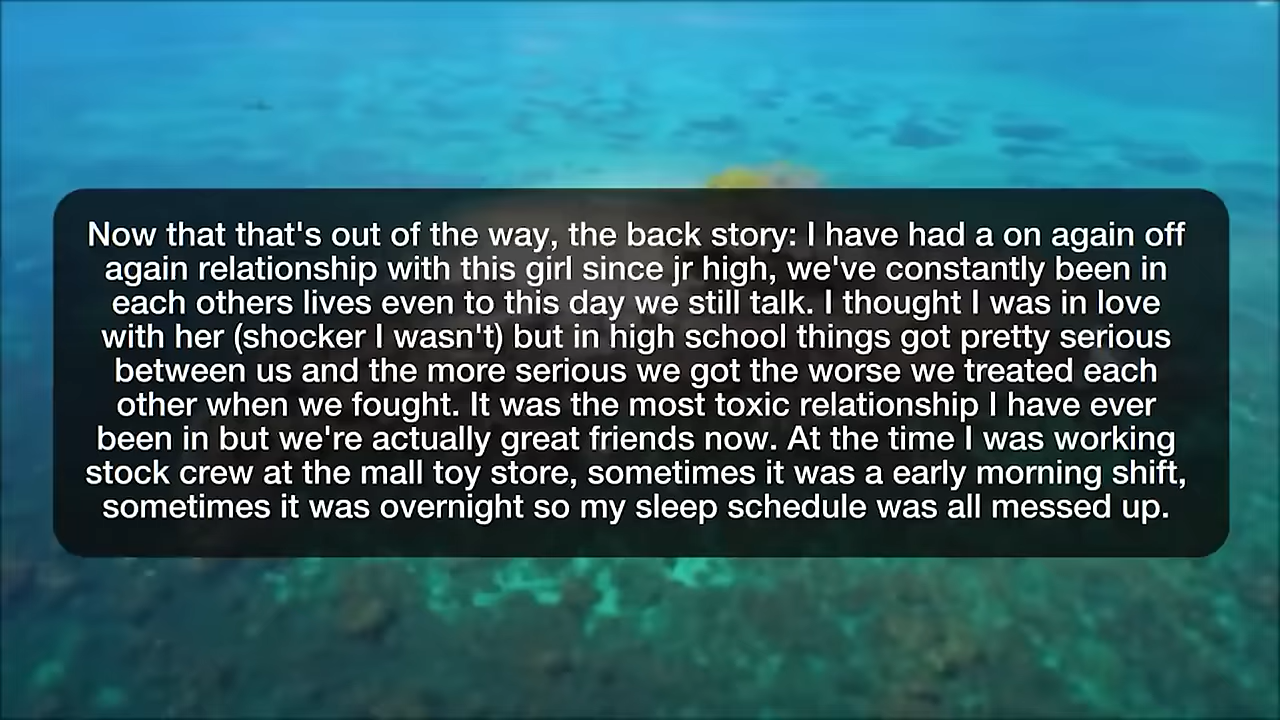 Now that that's out of the way, the back story: I have had a on again off
again relationship with this girl since jr high, we've constantly been in
each others lives even to this day we still talk. I thought I was in love
with her (shocker I wasn't) but in high school things got pretty serious
between us and the more serious we got the worse we treated each
other when we fought. It was the most toxic relationship I have ever
been in but we're actually great friends now. At the time I was working
stock crew at the mall toy store, sometimes it was a early morning shift,
sometimes it was overnight so my sleep schedule was all messed up.